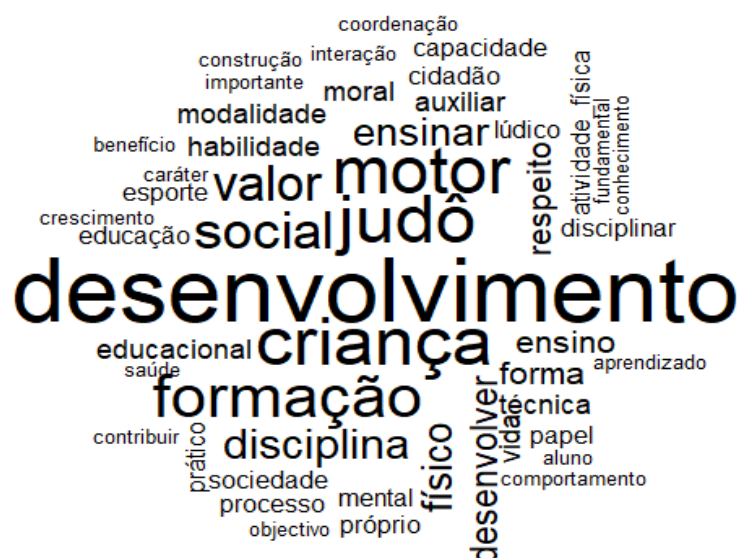 coordenação
construção interação capacidade
importante moral cidadão
modalidade auxiliar
benefício habilidade ensinar lúdico
atividade física
fundamental
conhecimento
caráter
esporte valor motor
respeito
crescimento
educação social judô disciplinar
desenvolvimento
educacional criança ensino
saúde
forma aprendizado
formação
técnica
contribuir
prático
disciplina
físico
desenvolver
vida
papel
aluno
sociedade
comportamento
processo mental
objectivo próprio